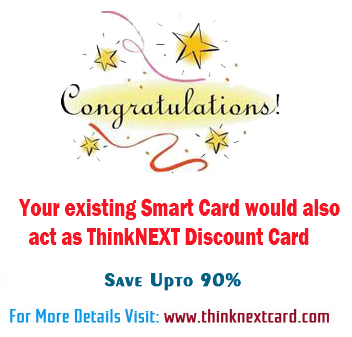 Congratulations!
Your existing Smart Card would also
act as ThinkNEXT Discount Card
Save Upto 90%
For More Details Visit: www.thinknextcard.com